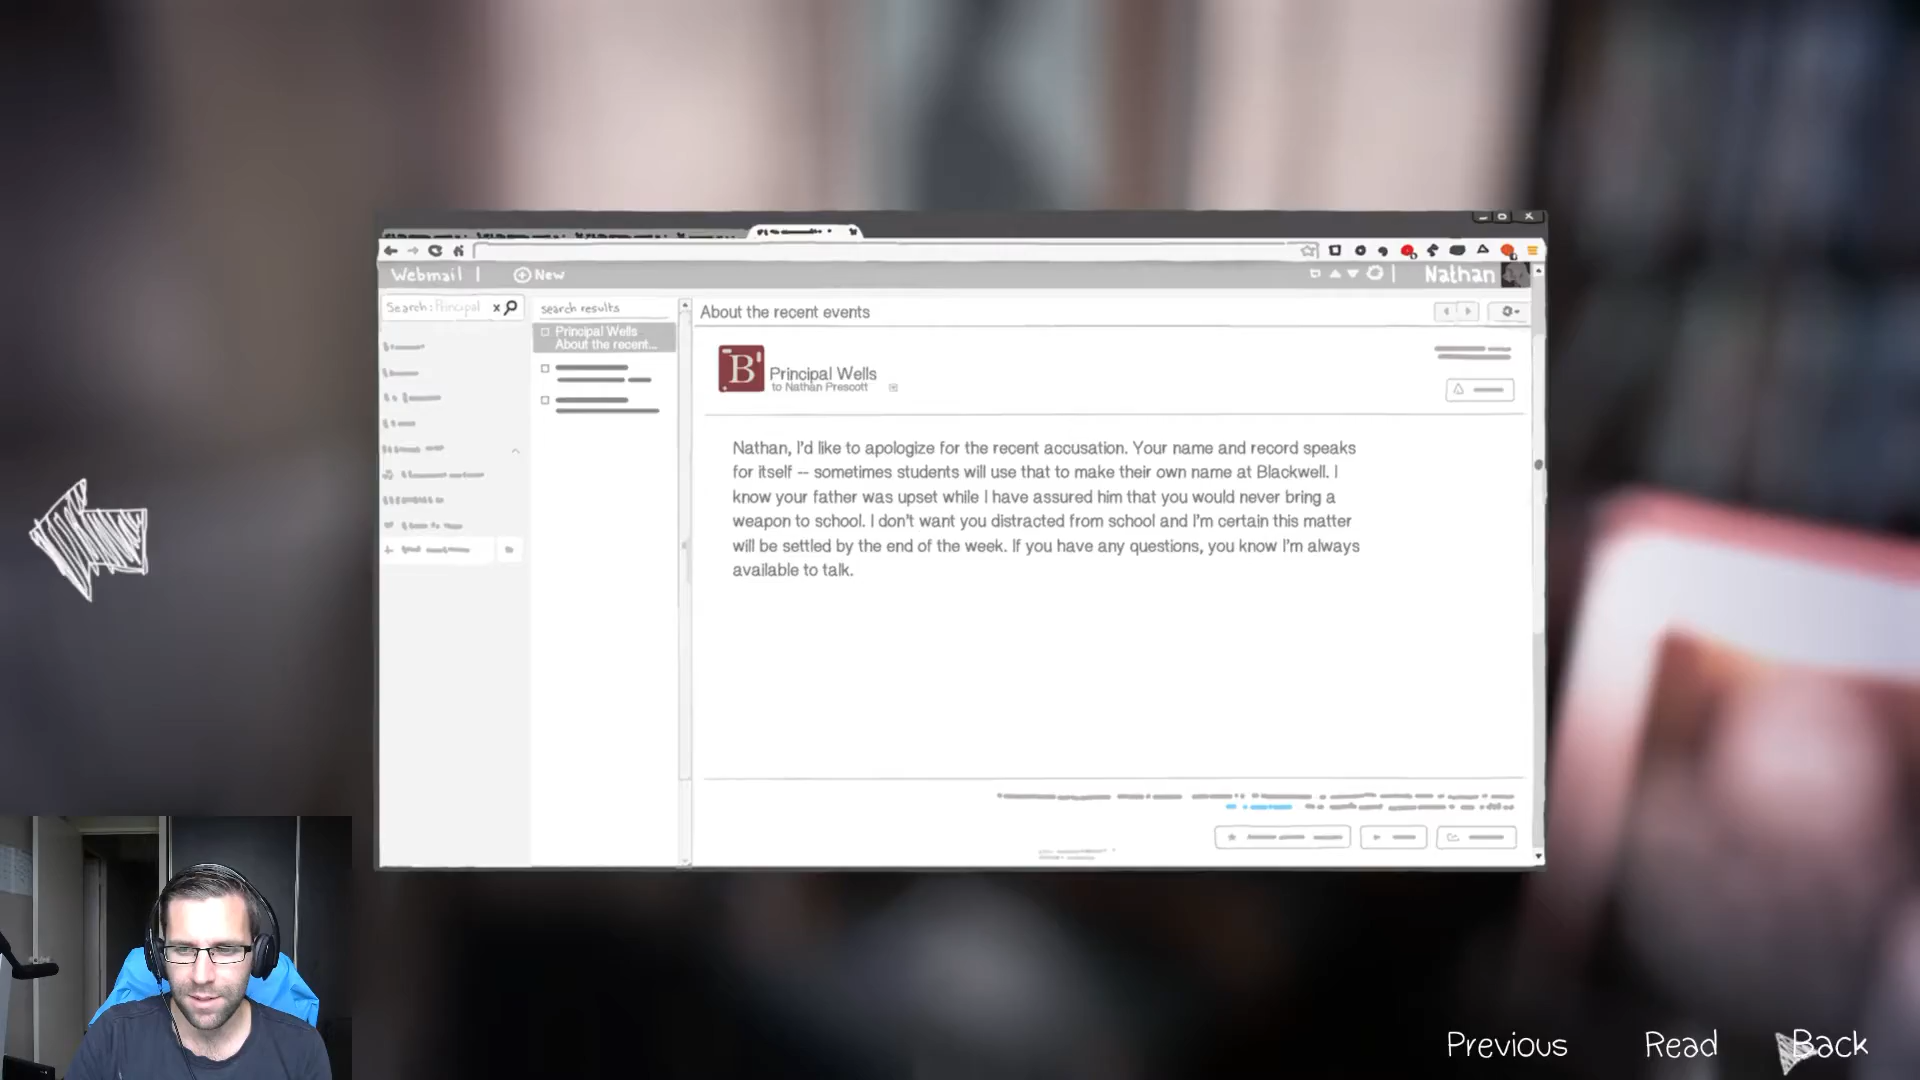 Webmail
New
Nathan
Search: Principal
x
search results
About the recent events
Principal Wells
About the recent...
B
Principal Wells
to Nathan Prescott
Nathan, I'd like to apologize for the recent accusation. Your name and record speaks
for itself -- sometimes students will use that to make their own name at Blackwell. I
know your father was upset while I have assured him that you would never bring a
weapon to school. I don't want you distracted from school and I'm certain this matter
will be settled by the end of the week. If you have any questions, you know I'm always
available to talk.
Previous
Read
Back